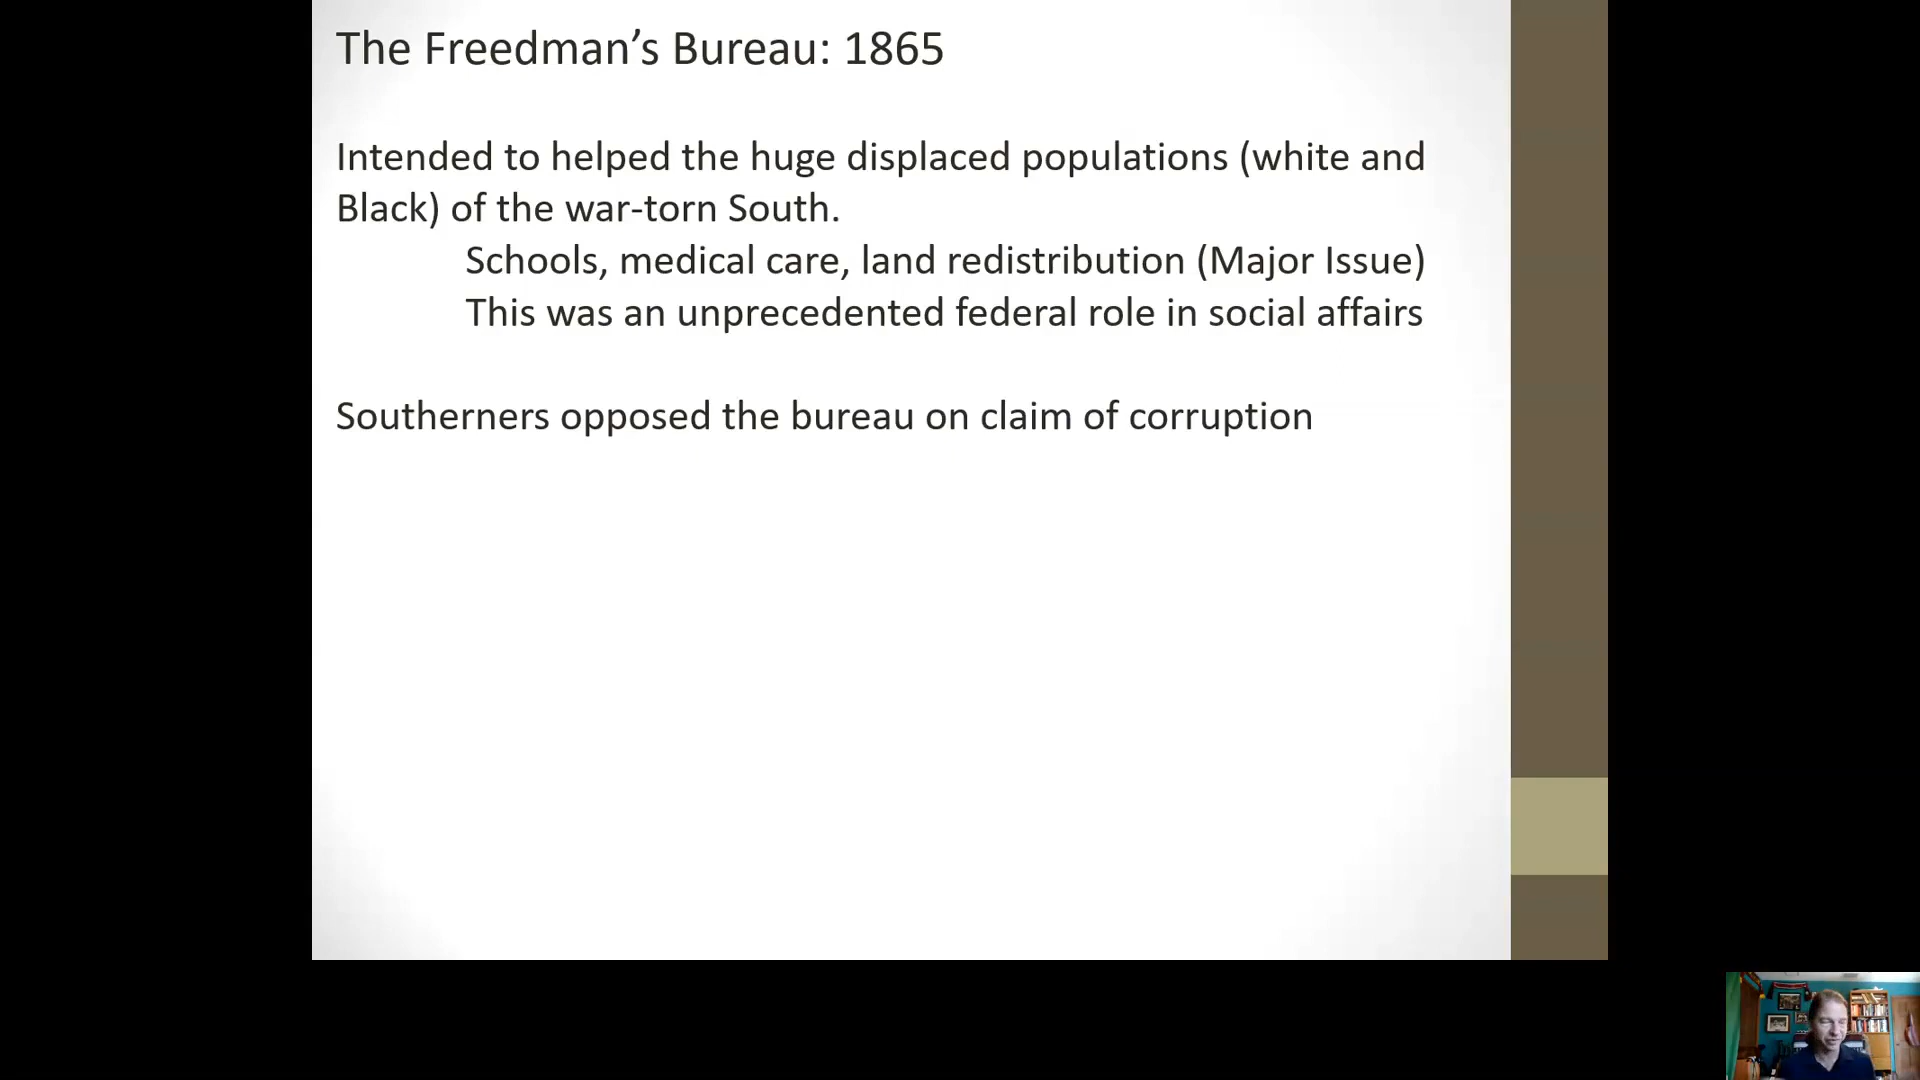 The Freedman’s Bureau: 1865
Intended to helped the huge displaced populations (white and
Black) of the war-torn South.
Schools, medical care, land redistribution (Major Issue)
This was an unprecedented federal role in social affairs
Southerners opposed the bureau on claim of corruption